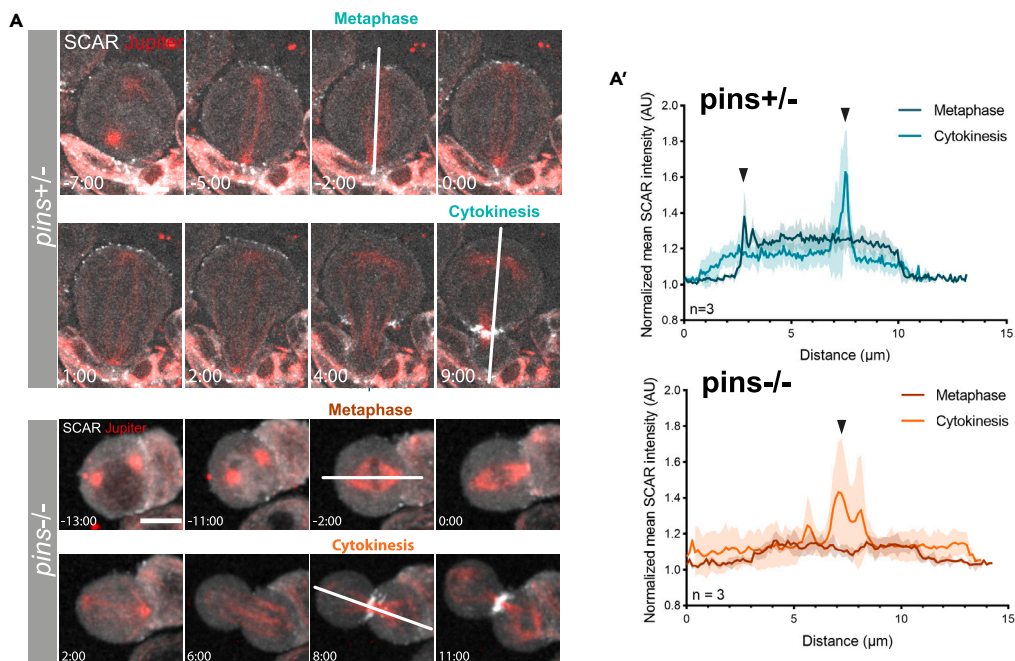 A
Metaphase
SCAR Jupiter
pins+/-
-7:00
-5:00
-2:00
0:00
Cytokinesis
1:00
2:00
4:00
9:00
Metaphase
SCAR Jupiter
pins-/-
-13:00
-11:00
-2:00
0:00
Cytokinesis
2:00
6:00
8:00
11:00
A′
pins+/-
Normalized mean SCAR intensity (AU)
2.0
1.8
1.6
1.4
1.2
1.0
0.8
Metaphase
Cytokinesis
n=3
0 5 10 15
Distance (µm)
pins-/-
Normalized mean SCAR intensity (AU)
2.0
1.8
1.6
1.4
1.2
1.0
0.8
Metaphase
Cytokinesis
n = 3
0 5 10 15
Distance (µm)